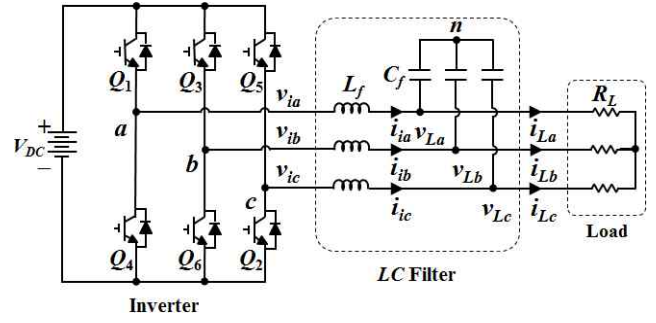 n
Q1 Q3 Q5
via Lf Cf RL
a iia vLa iLa
+
VDC
−
vib
b iib vLb iLb
vic
c iic vLc iLc
Load
Q4 Q6 Q2 LC Filter
Inverter